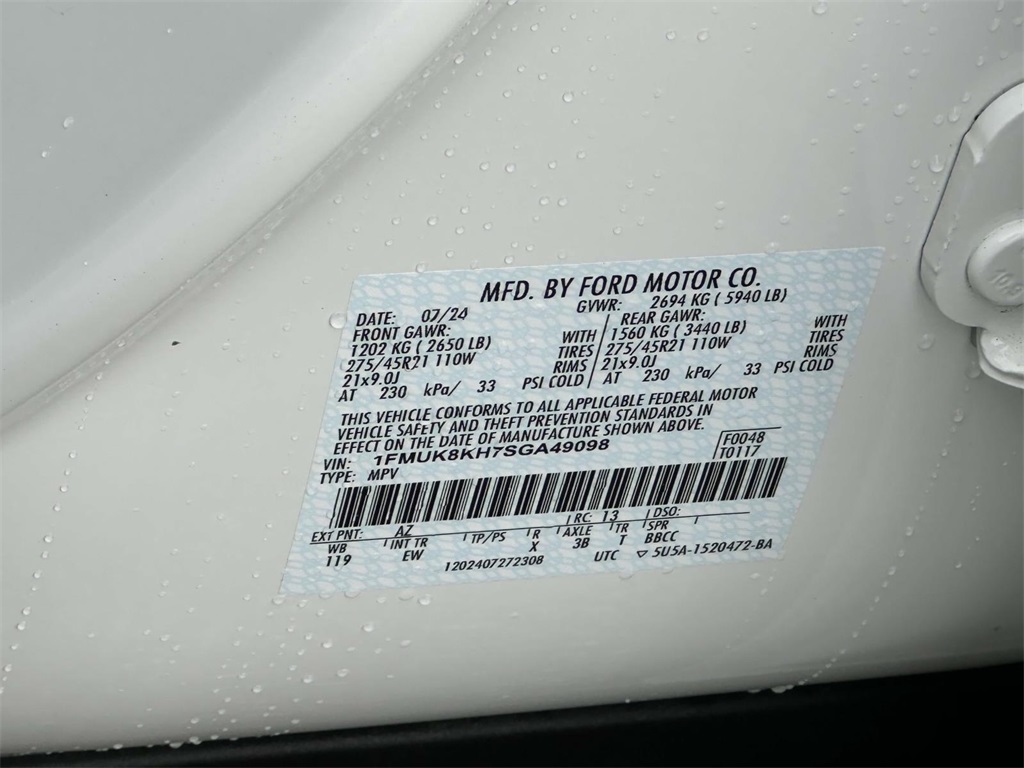 MFD. BY FORD MOTOR CO.
DATE: 07/24 GVWR: 2694 KG ( 5940 LB)
FRONT GAWR: REAR GAWR:
1202 KG ( 2650 LB) WITH 1560 KG ( 3440 LB) WITH
275/45R21 110W TIRES 275/45R21 110W TIRES
21x9.0J RIMS 21x9.0J RIMS
AT 230 kPa/ 33 PSI COLD AT 230 kPa/ 33 PSI COLD
THIS VEHICLE CONFORMS TO ALL APPLICABLE FEDERAL MOTOR
VEHICLE SAFETY AND THEFT PREVENTION STANDARDS IN
EFFECT ON THE DATE OF MANUFACTURE SHOWN ABOVE.
VIN: 1FMUK8KH7SGA49098 F0048
TYPE: MPV T0117
EXT PNT: AZ RC: 13 DSO:
WB INT TR TP/PS R AXLE TR SPR
119 EW X 3B T BBCC
1202407272308 UTC ▽ 5U5A-1520472-BA
10.9